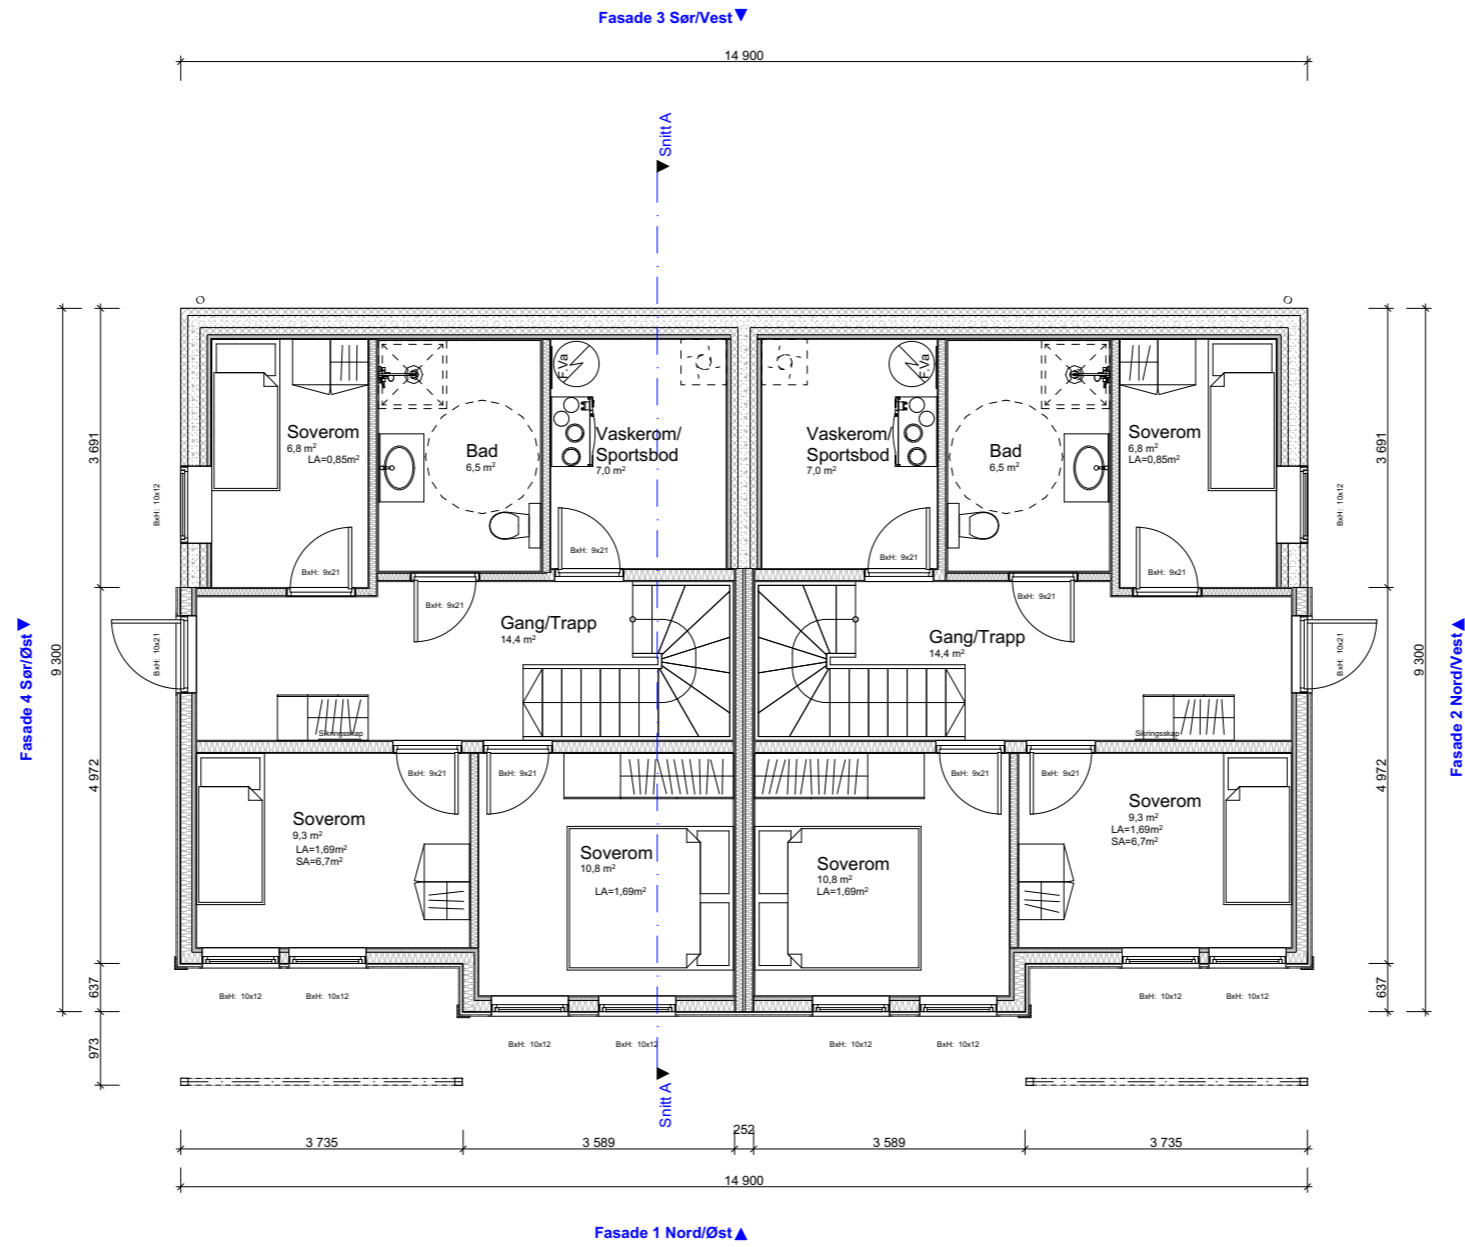 Fasade 3 Sør/Vest
14 900
Snitt A
9 300
3 691
4 972
637
973
Fasade 4 Sør/Øst
BxH: 10x12
BxH: 10x21
Soverom
6,8 m²
LA=0,85m²
BxH: 9x21
Bad
6,5 m²
BxH: 9x21
F.Va
Vaskerom/
Sportsbod
7,0 m²
BxH: 9x21
F.Va
Vaskerom/
Sportsbod
7,0 m²
BxH: 9x21
Bad
6,5 m²
BxH: 9x21
Soverom
6,8 m²
LA=0,85m²
BxH: 9x21
BxH: 10x12
BxH: 10x21
3 691
4 972
637
9 300
Fasade 2 Nord/Vest
Gang/Trapp
14,4 m²
Gang/Trapp
14,4 m²
Sikringsskap
Sikringsskap
BxH: 9x21
BxH: 9x21
BxH: 9x21
BxH: 9x21
Soverom
9,3 m²
LA=1,69m²
SA=6,7m²
Soverom
10,8 m²
LA=1,69m²
Soverom
10,8 m²
LA=1,69m²
Soverom
9,3 m²
LA=1,69m²
SA=6,7m²
BxH: 10x12
BxH: 10x12
BxH: 10x12
BxH: 10x12
BxH: 10x12
BxH: 10x12
BxH: 10x12
BxH: 10x12
Snitt A
3 735
3 589
252
3 589
3 735
14 900
Fasade 1 Nord/Øst